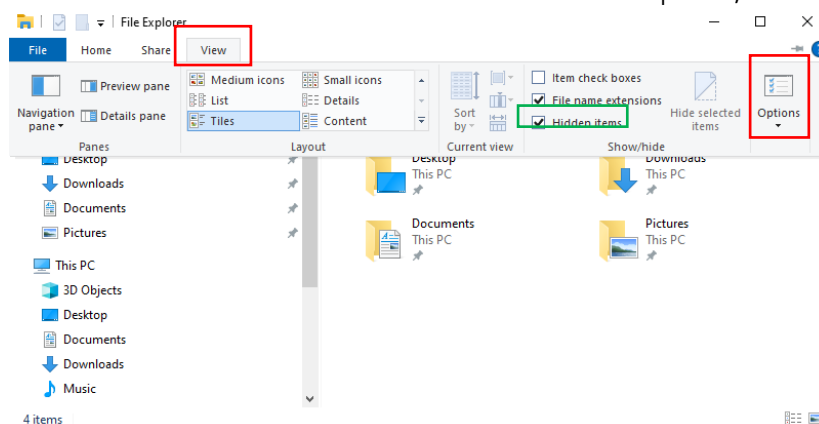 File Explorer
File Home Share View
Preview pane Medium icons Small icons Item check boxes
List Details File name extensions
Navigation pane Details pane Tiles Content Sort by Hidden items Hide selected items Options
Panes Layout Current view Show/hide
Desktop Desktop Downloads
This PC This PC
Downloads
Documents
Documents Pictures
Pictures This PC This PC
This PC
3D Objects
Desktop
Documents
Downloads
Music
4 items